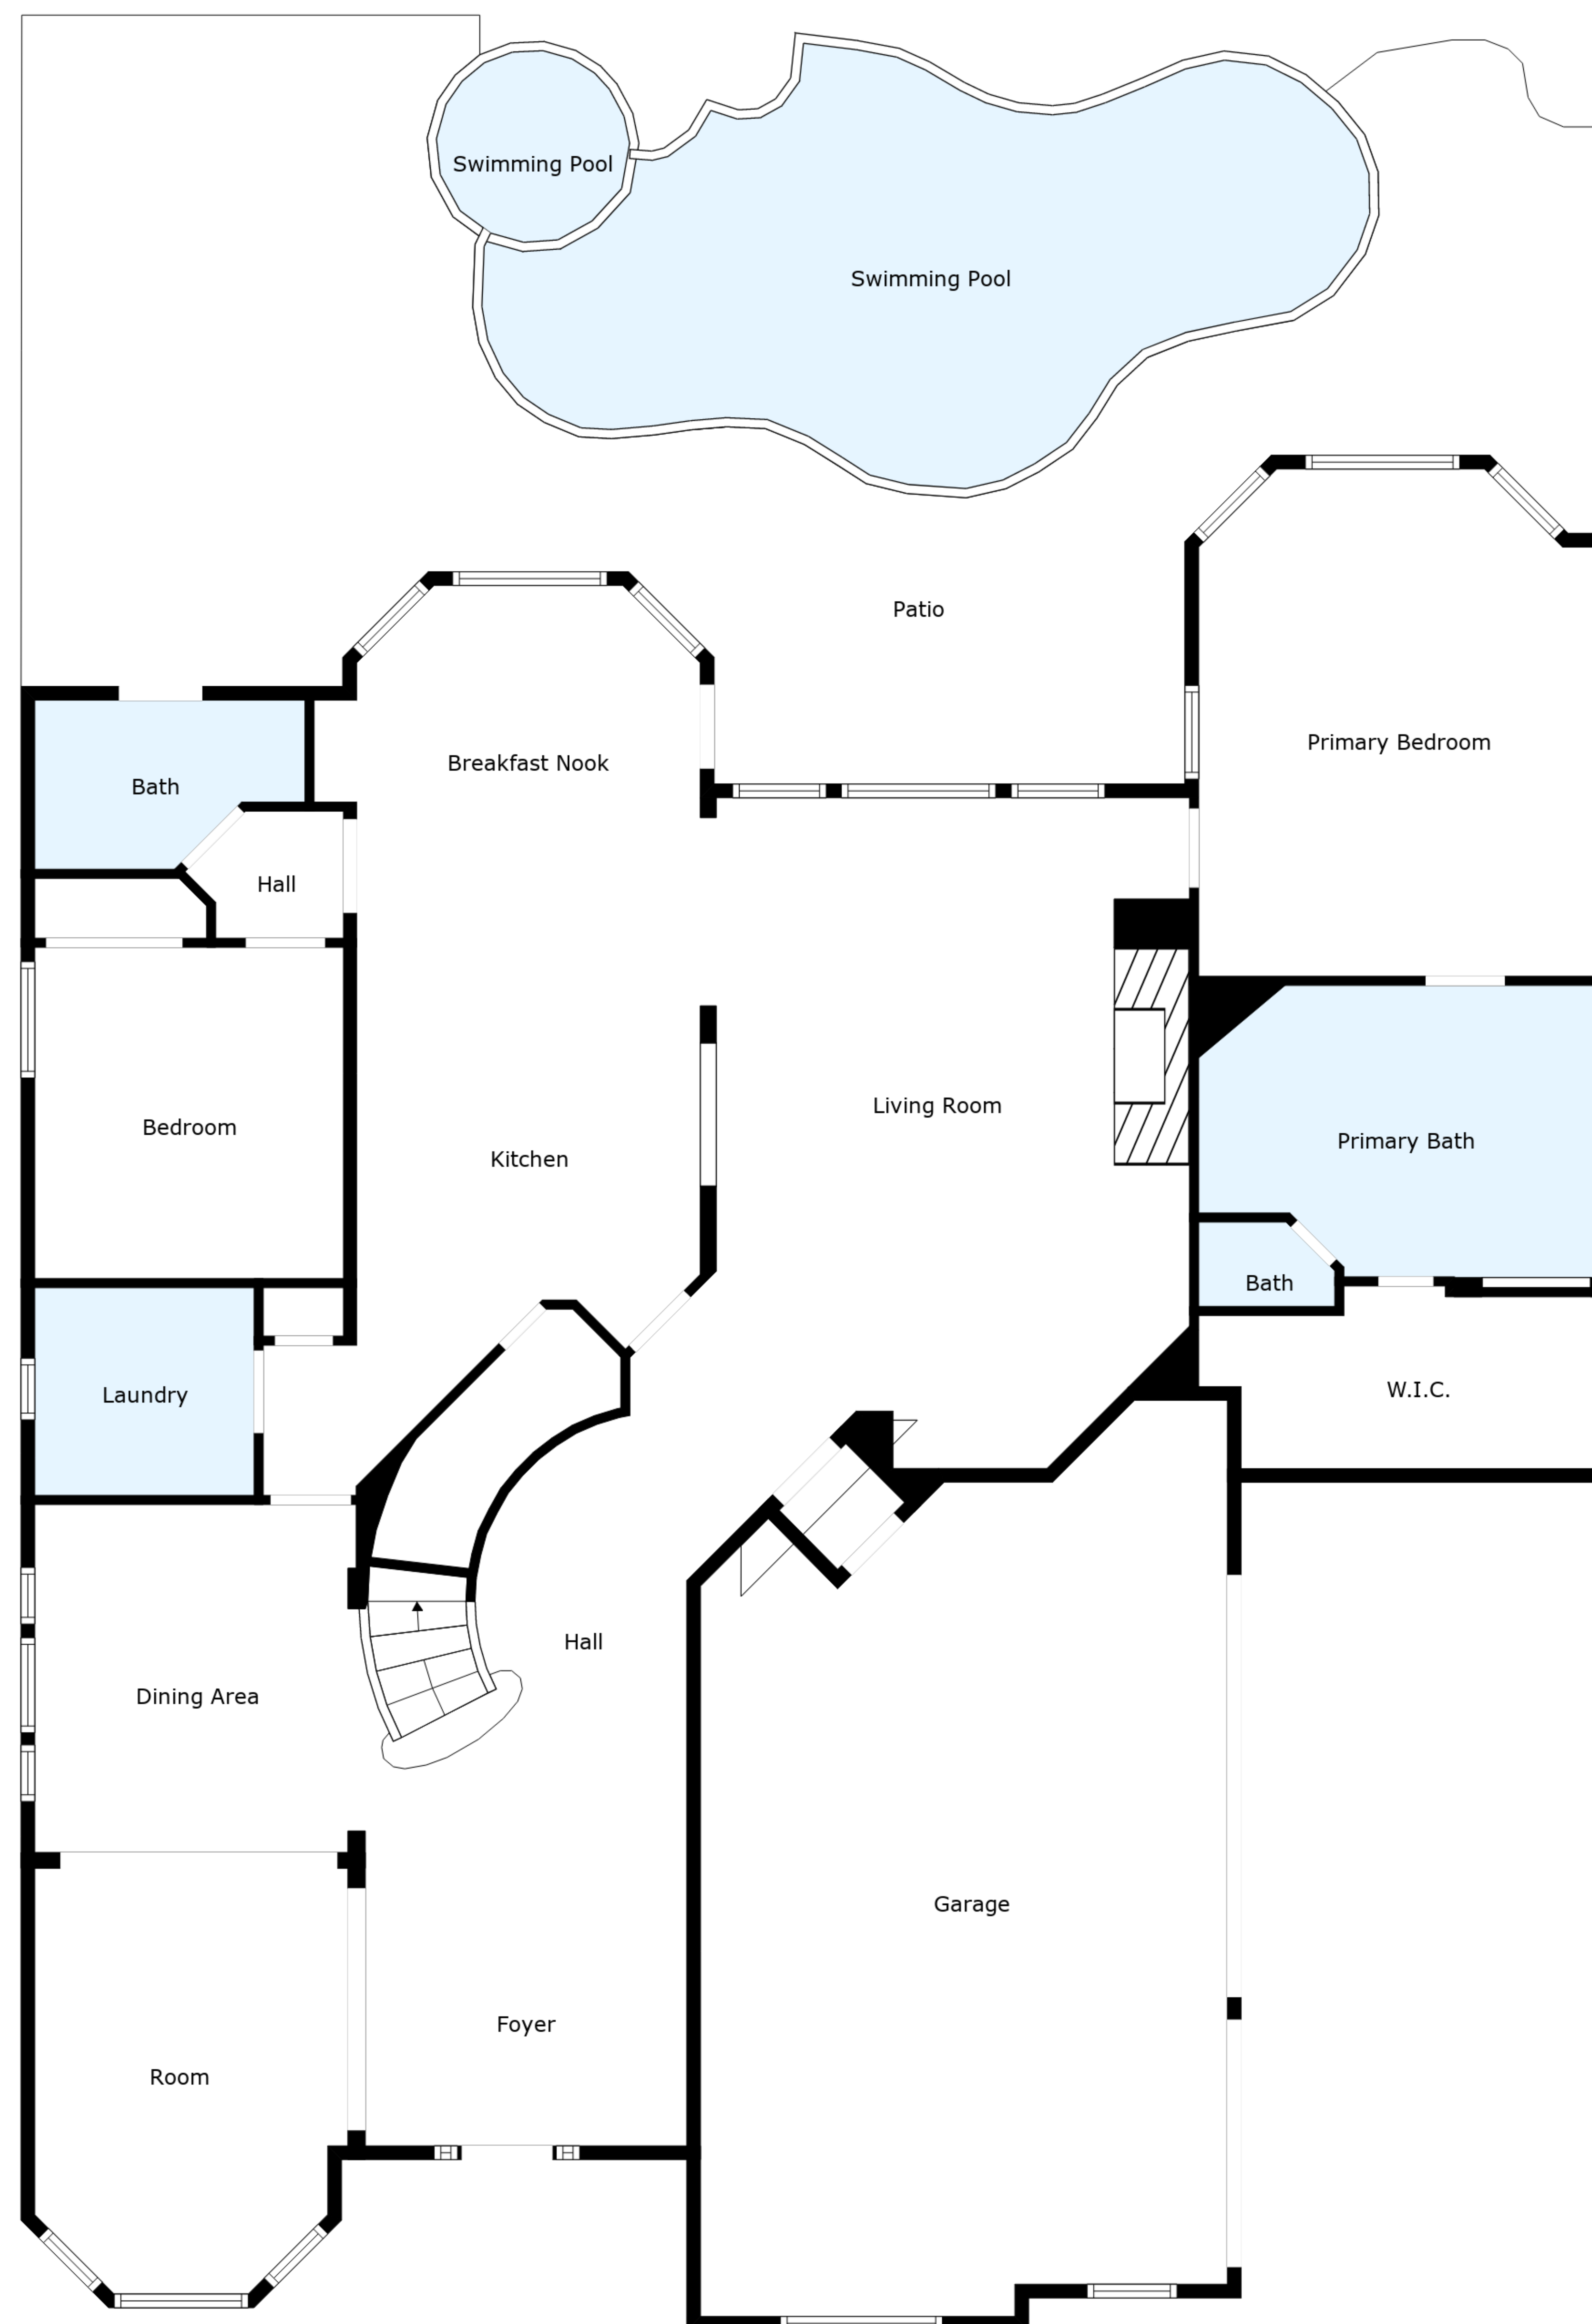 Swimming Pool
Swimming Pool
Patio
Primary Bedroom
Breakfast Nook
Bath
Hall
Living Room
Bedroom
Primary Bath
Kitchen
Bath
W.I.C.
Laundry
Hall
Dining Area
Garage
Foyer
Room